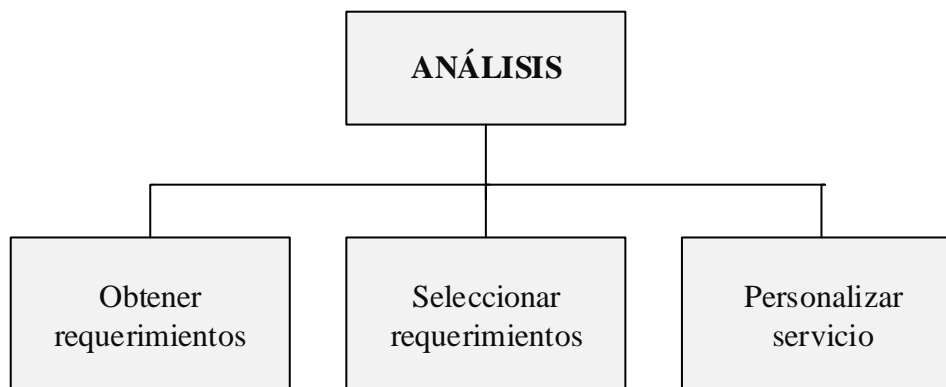 ANÁLISIS
Obtener
requerimientos
Seleccionar
requerimientos
Personalizar
servicio